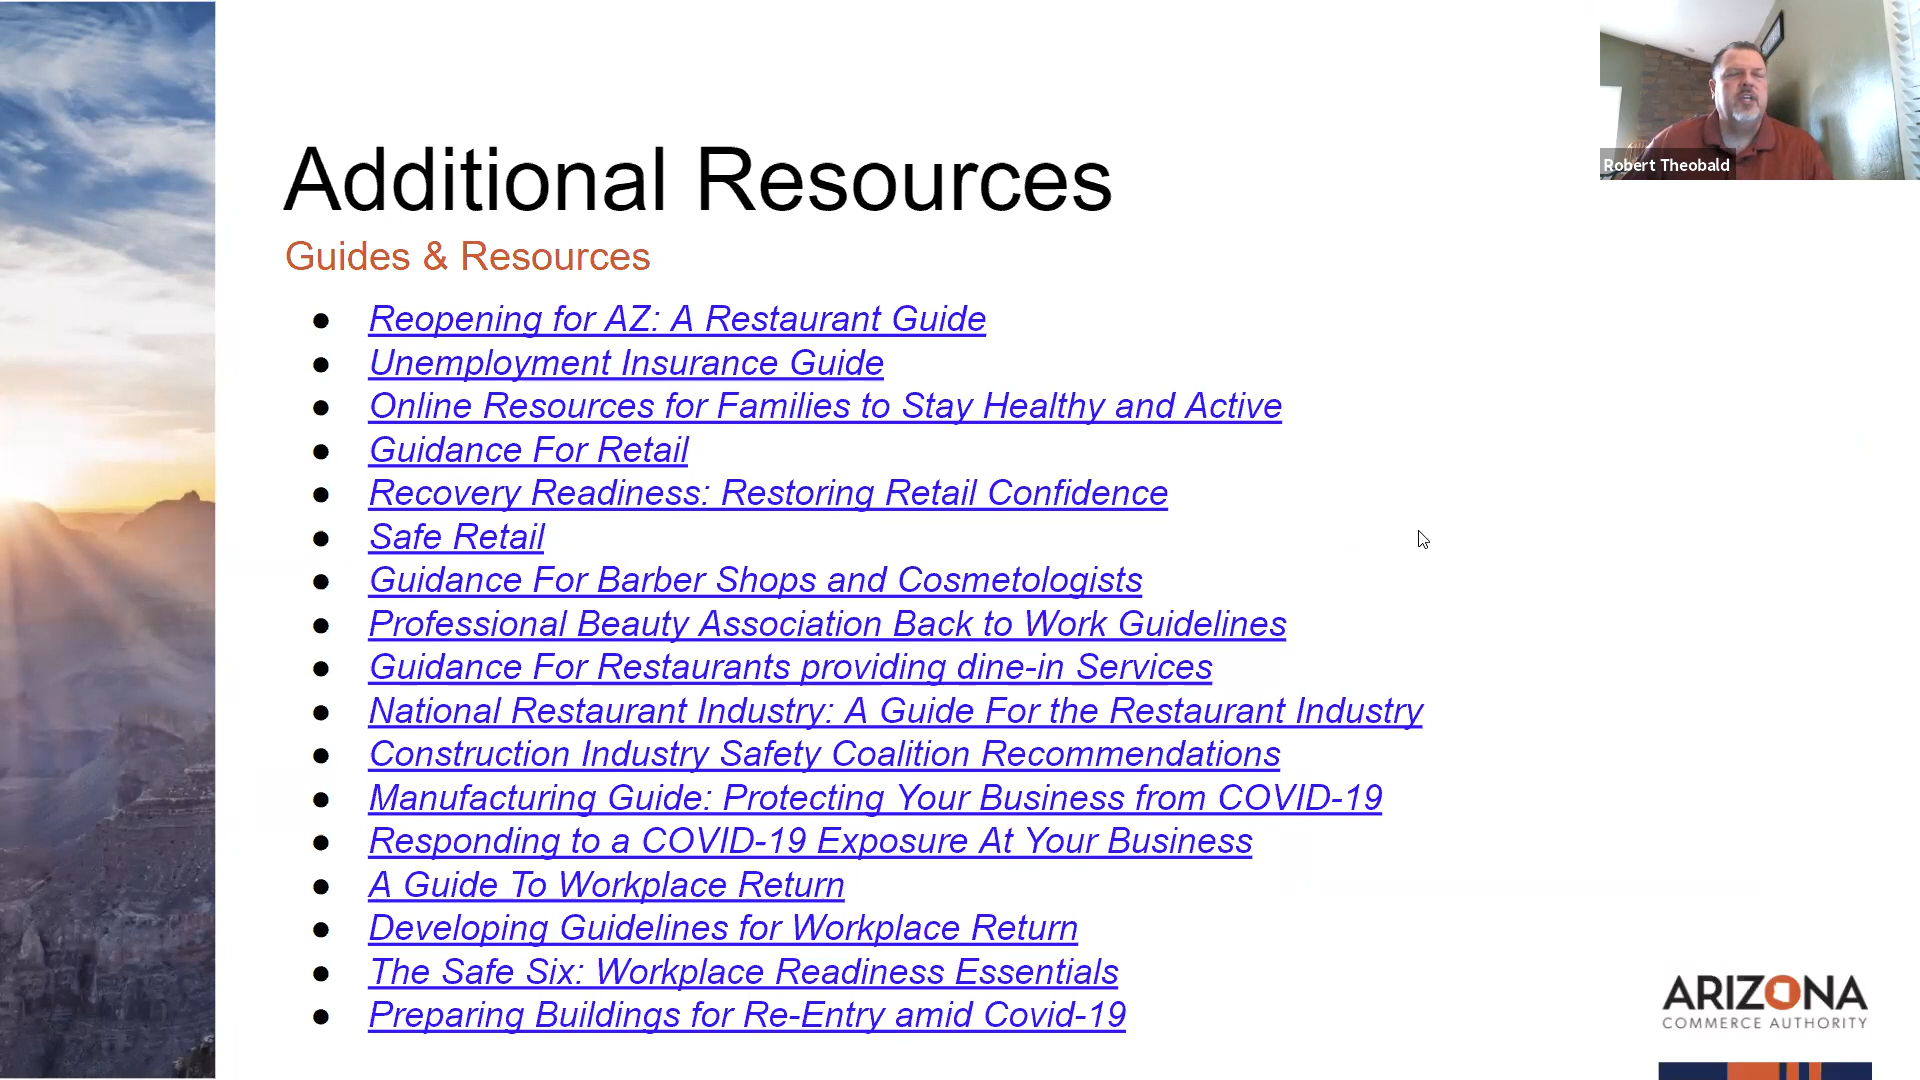 Additional Resources
Guides & Resources
Reopening for AZ: A Restaurant Guide
Unemployment Insurance Guide
Online Resources for Families to Stay Healthy and Active
Guidance For Retail
Recovery Readiness: Restoring Retail Confidence
Safe Retail
Guidance For Barber Shops and Cosmetologists
Professional Beauty Association Back to Work Guidelines
Guidance For Restaurants providing dine-in Services
National Restaurant Industry: A Guide For the Restaurant Industry
Construction Industry Safety Coalition Recommendations
Manufacturing Guide: Protecting Your Business from COVID-19
Responding to a COVID-19 Exposure At Your Business
A Guide To Workplace Return
Developing Guidelines for Workplace Return
The Safe Six: Workplace Readiness Essentials
Preparing Buildings for Re-Entry amid Covid-19
Robert Theobald
ARIZONA
COMMERCE AUTHORITY